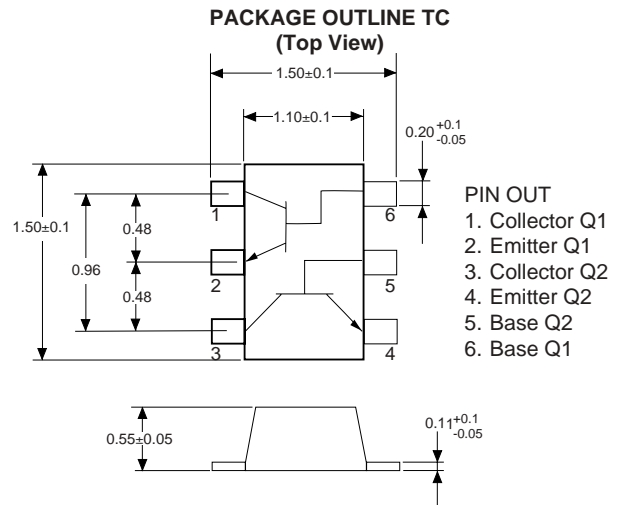 PACKAGE OUTLINE TC
(Top View)
1.50±0.1
1.10±0.1
0.20 +0.1
-0.05
1.50±0.1
0.96
0.48
0.48
1
2
3
6
5
4
PIN OUT
1. Collector Q1
2. Emitter Q1
3. Collector Q2
4. Emitter Q2
5. Base Q2
6. Base Q1
0.55±0.05
0.11+0.1
-0.05